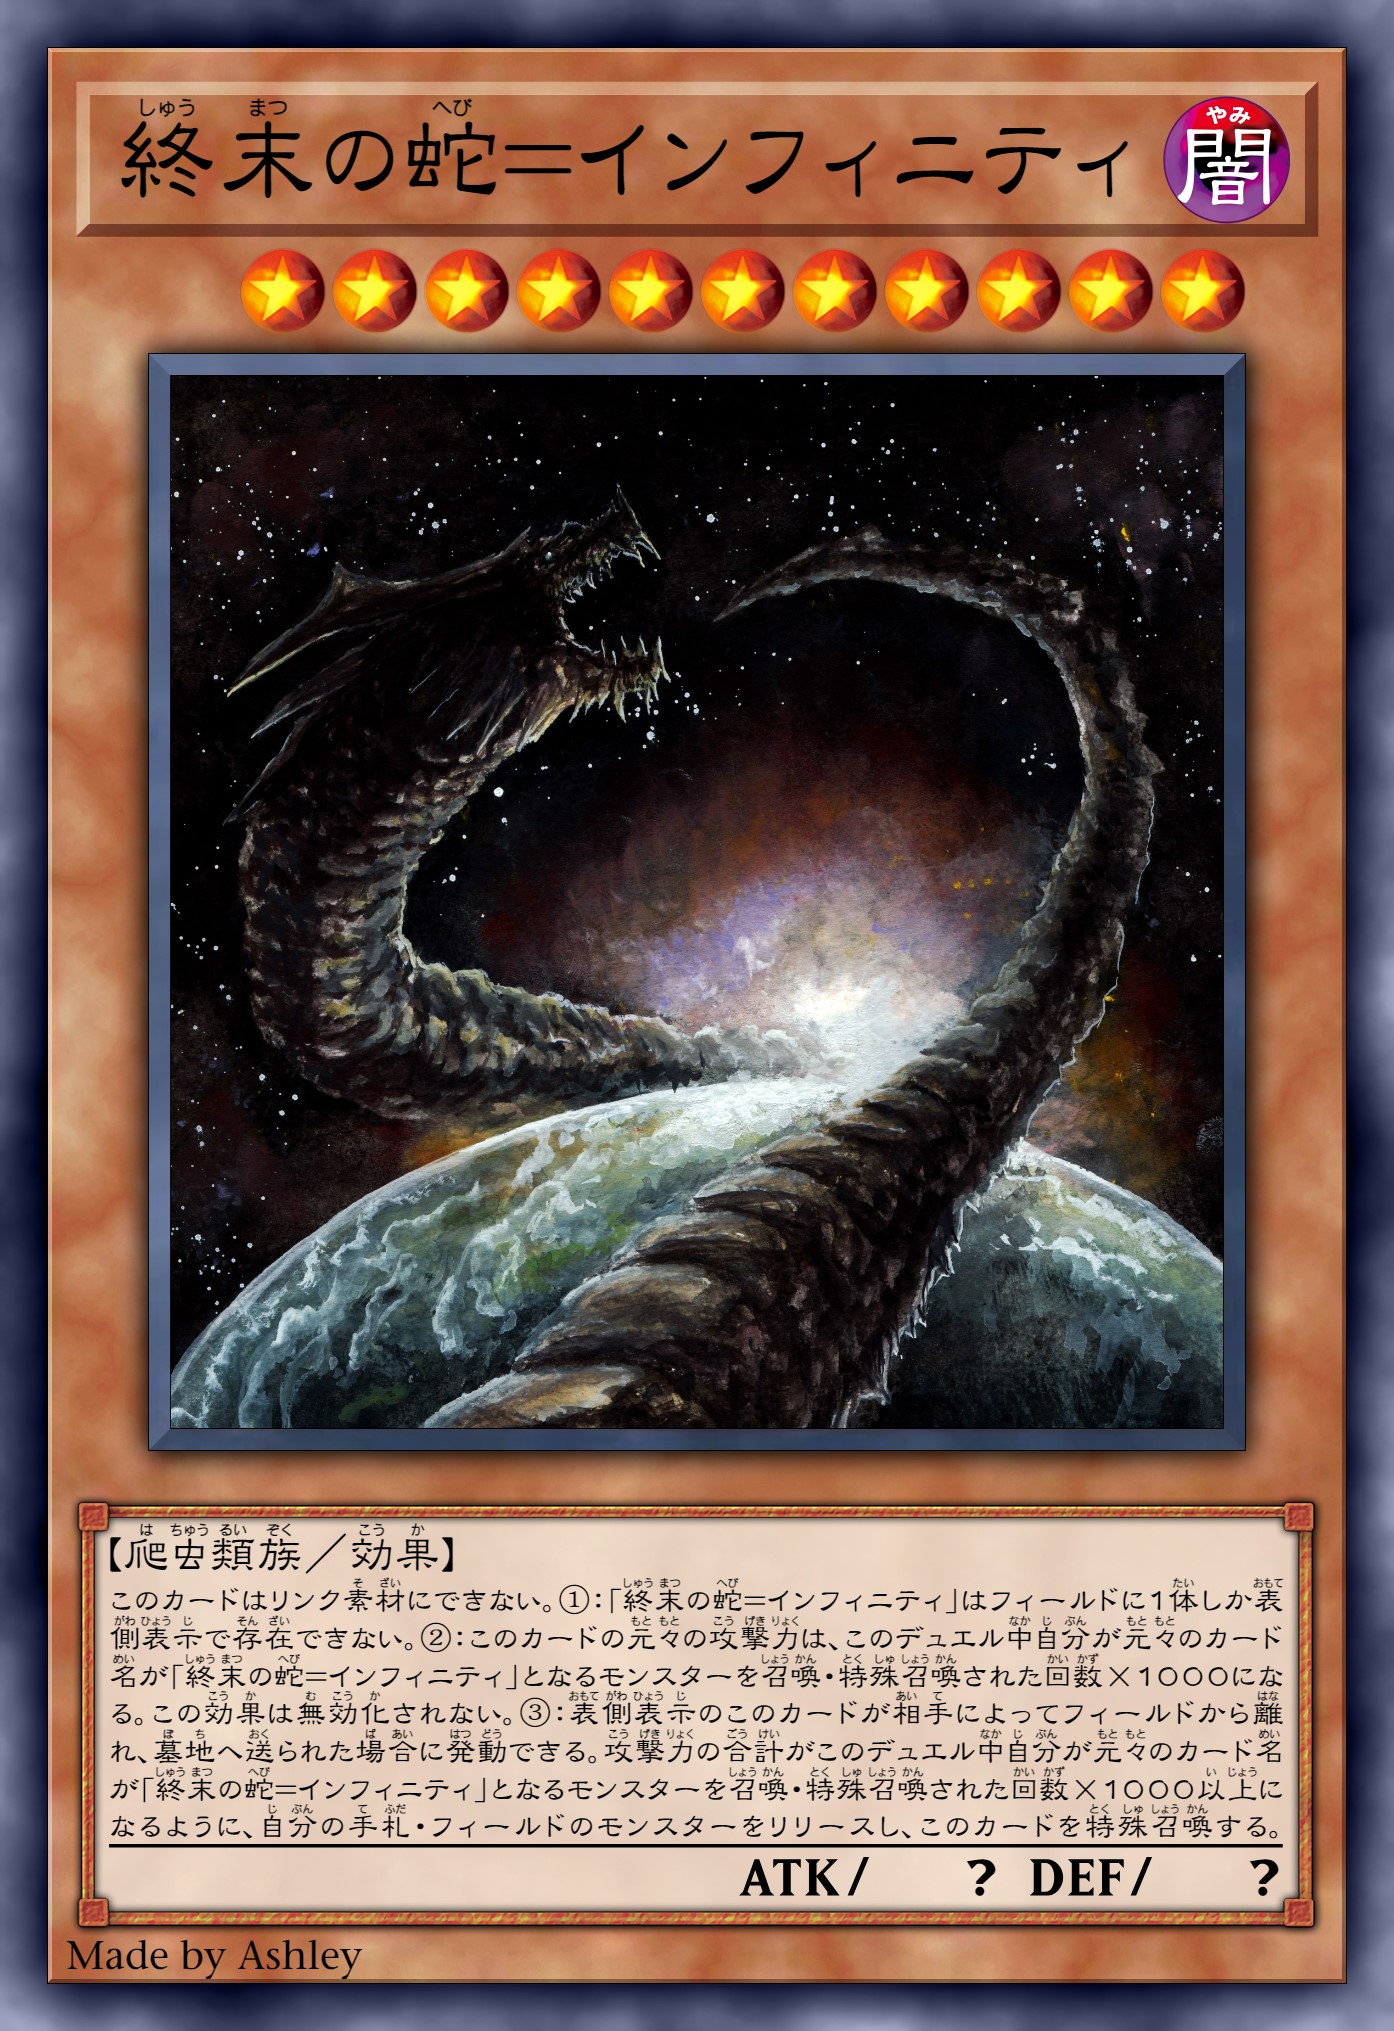 終末の蛇=インフィニティ
闇
【爬虫類族/効果】
このカードはリンク素材にできない。①:「終末の蛇=インフィニティ」はフィールドに1体しか表
側表示で存在できない。②:このカードの元々の攻撃力は、このデュエル中自分が元々のカード
名が「終末の蛇=インフィニティ」となるモンスターを召喚・特殊召喚された回数×1000にな
る。この効果は無効化されない。③:表側表示のこのカードが相手によってフィールドから離
れ、墓地へ送られた場合に発動できる。攻撃力の合計がこのデュエル中自分が元々のカード名
が「終末の蛇=インフィニティ」となるモンスターを召喚・特殊召喚された回数×1000以上に
なるように、自分の手札・フィールドのモンスターをリリースし、このカードを特殊召喚する。
ATK/ ? DEF/ ?
Made by Ashley